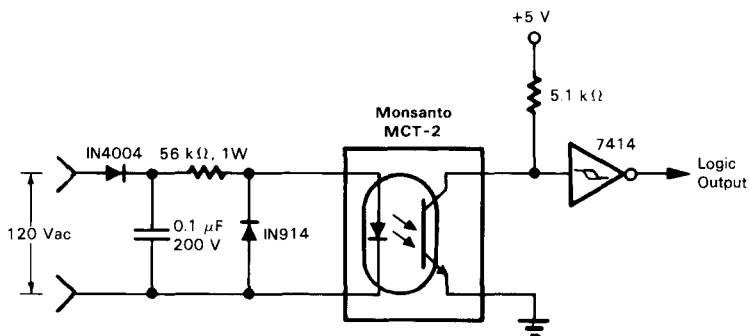 +5 V
5.1 kΩ
Monsanto
MCT-2
7414
IN4004
56 kΩ, 1W
Logic
Output
120 Vac
0.1 μF
200 V
IN914